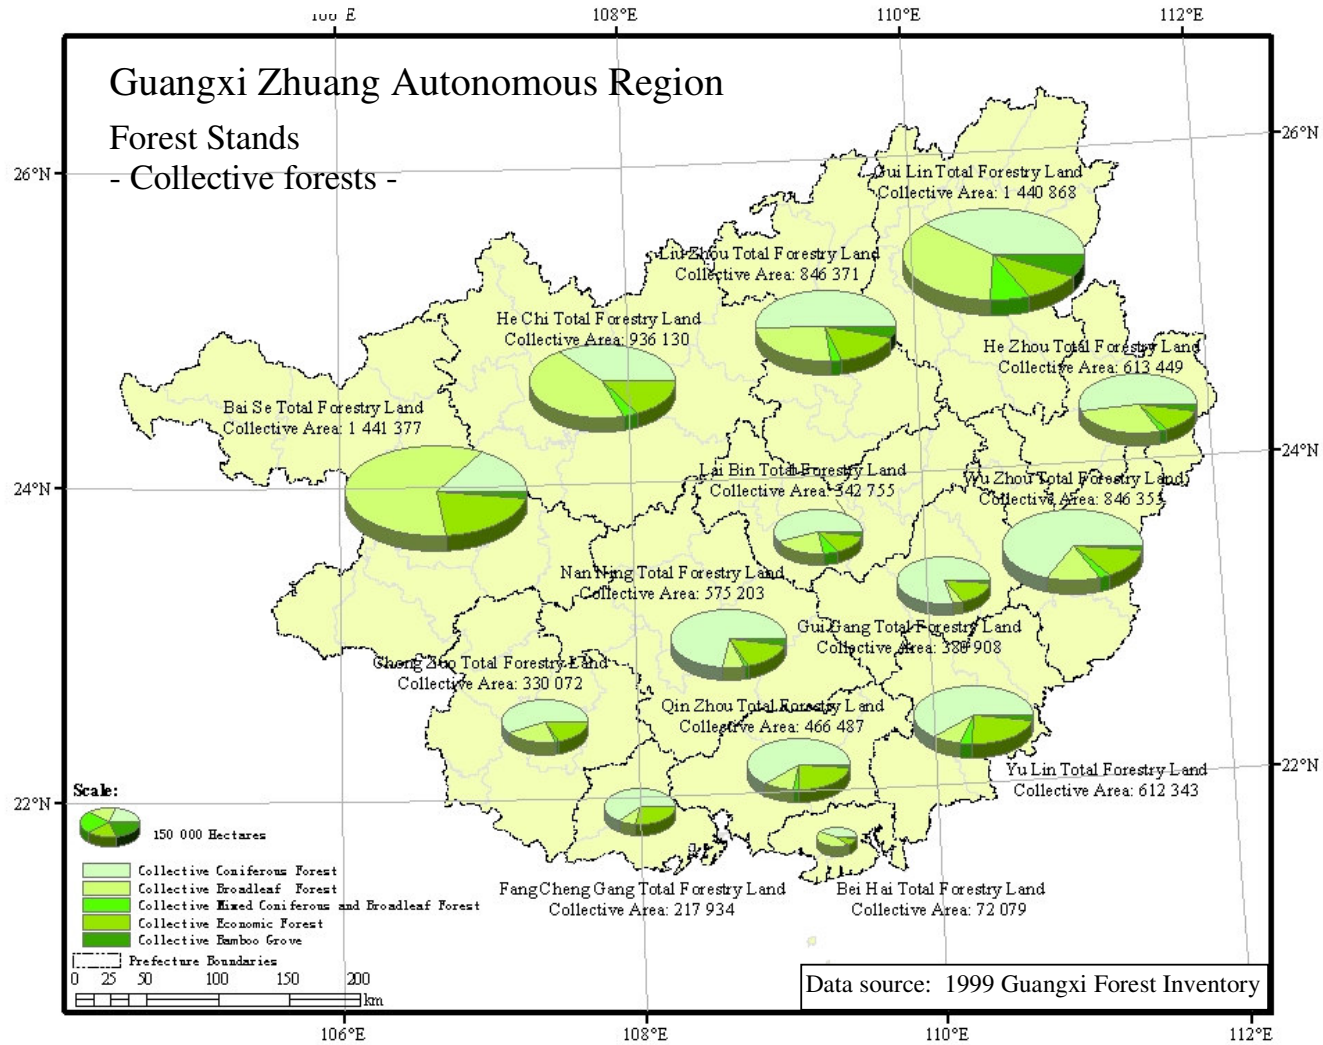 106°E 108°E 110°E 112°E
Guangxi Zhuang Autonomous Region
Forest Stands
- Collective forests -
26°N
26°N
Gui Lin Total Forestry Land
Collective Area: 1 440 868
Liu Zhou Total Forestry Land
Collective Area: 846 371
He Chi Total Forestry Land
Collective Area: 936 130
He Zhou Total Forestry Land
Collective Area: 613 449
Bai Se Total Forestry Land
Collective Area: 1 441 377
24°N
24°N
Lai Bin Total Forestry Land
Collective Area: 342 755
Wu Zhou Total Forestry Land
Collective Area: 846 353
Nan Ning Total Forestry Land
Collective Area: 575 203
Gui Gang Total Forestry Land
Collective Area: 908
Chong Zuo Total Forestry Land
Collective Area: 330 072
Qin Zhou Total Forestry Land
Collective Area: 466 487
Yu Lin Total Forestry Land
Collective Area: 612 343
22°N
22°N
Scale:
150 000 Hectares
Collective Coniferous Forest
Collective Broadleaf Forest
Collective Mixed Coniferous and Broadleaf Forest
Collective Economic Forest
Collective Bamboo Grove
Prefecture Boundaries
0 25 50 100 150 200
km
Fang Cheng Gang Total Forestry Land
Collective Area: 217 934
Bei Hai Total Forestry Land
Collective Area: 72 079
Data source: 1999 Guangxi Forest Inventory
106°E 108°E 110°E 112°E